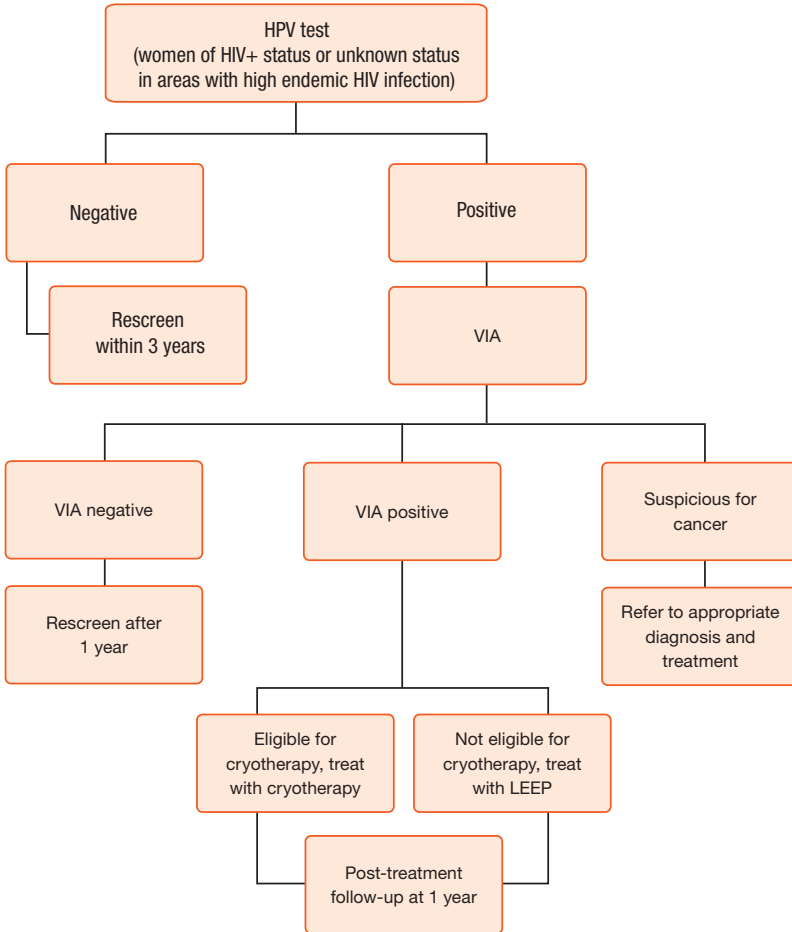 HPV test
(women of HIV+ status or unknown status
in areas with high endemic HIV infection)
Negative
Positive
Rescreen
within 3 years
VIA
VIA negative
VIA positive
Suspicious for
cancer
Rescreen after
1 year
Refer to appropriate
diagnosis and
treatment
Eligible for
cryotherapy, treat
with cryotherapy
Not eligible for
cryotherapy, treat
with LEEP
Post-treatment
follow-up at 1 year